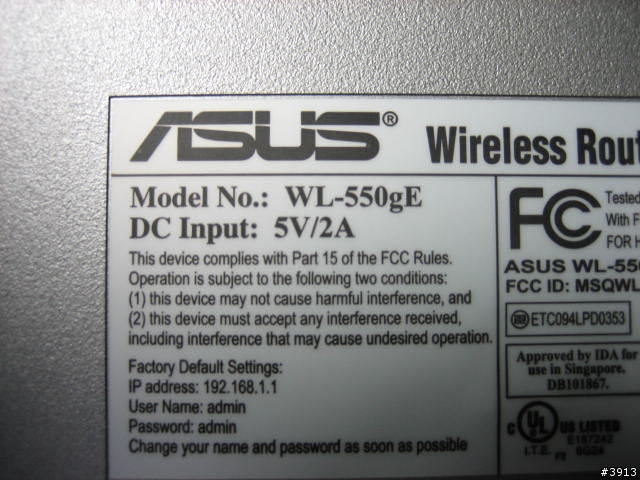 ASUS® Wireless
Model No.: WL-550gE
DC Input: 5V/2A
This device complies with Part 15 of the FCC Rules.
Operation is subject to the following two conditions:
(1) this device may not cause harmful interference, and
(2) this device must accept any interference received,
including interference that may cause undesired operation.
Factory Default Settings:
IP address: 192.168.1.1
User Name: admin
Password: admin
Change your name and password as soon as possible
FC Tested
With
FOR
ASUS WL-550
FCC ID: MSQWL
ETC094LPD0353
Approved by IDA for
use in Singapore.
DB101867.
c UL US LISTED
E187242
I.T.E. 8G24
#3913